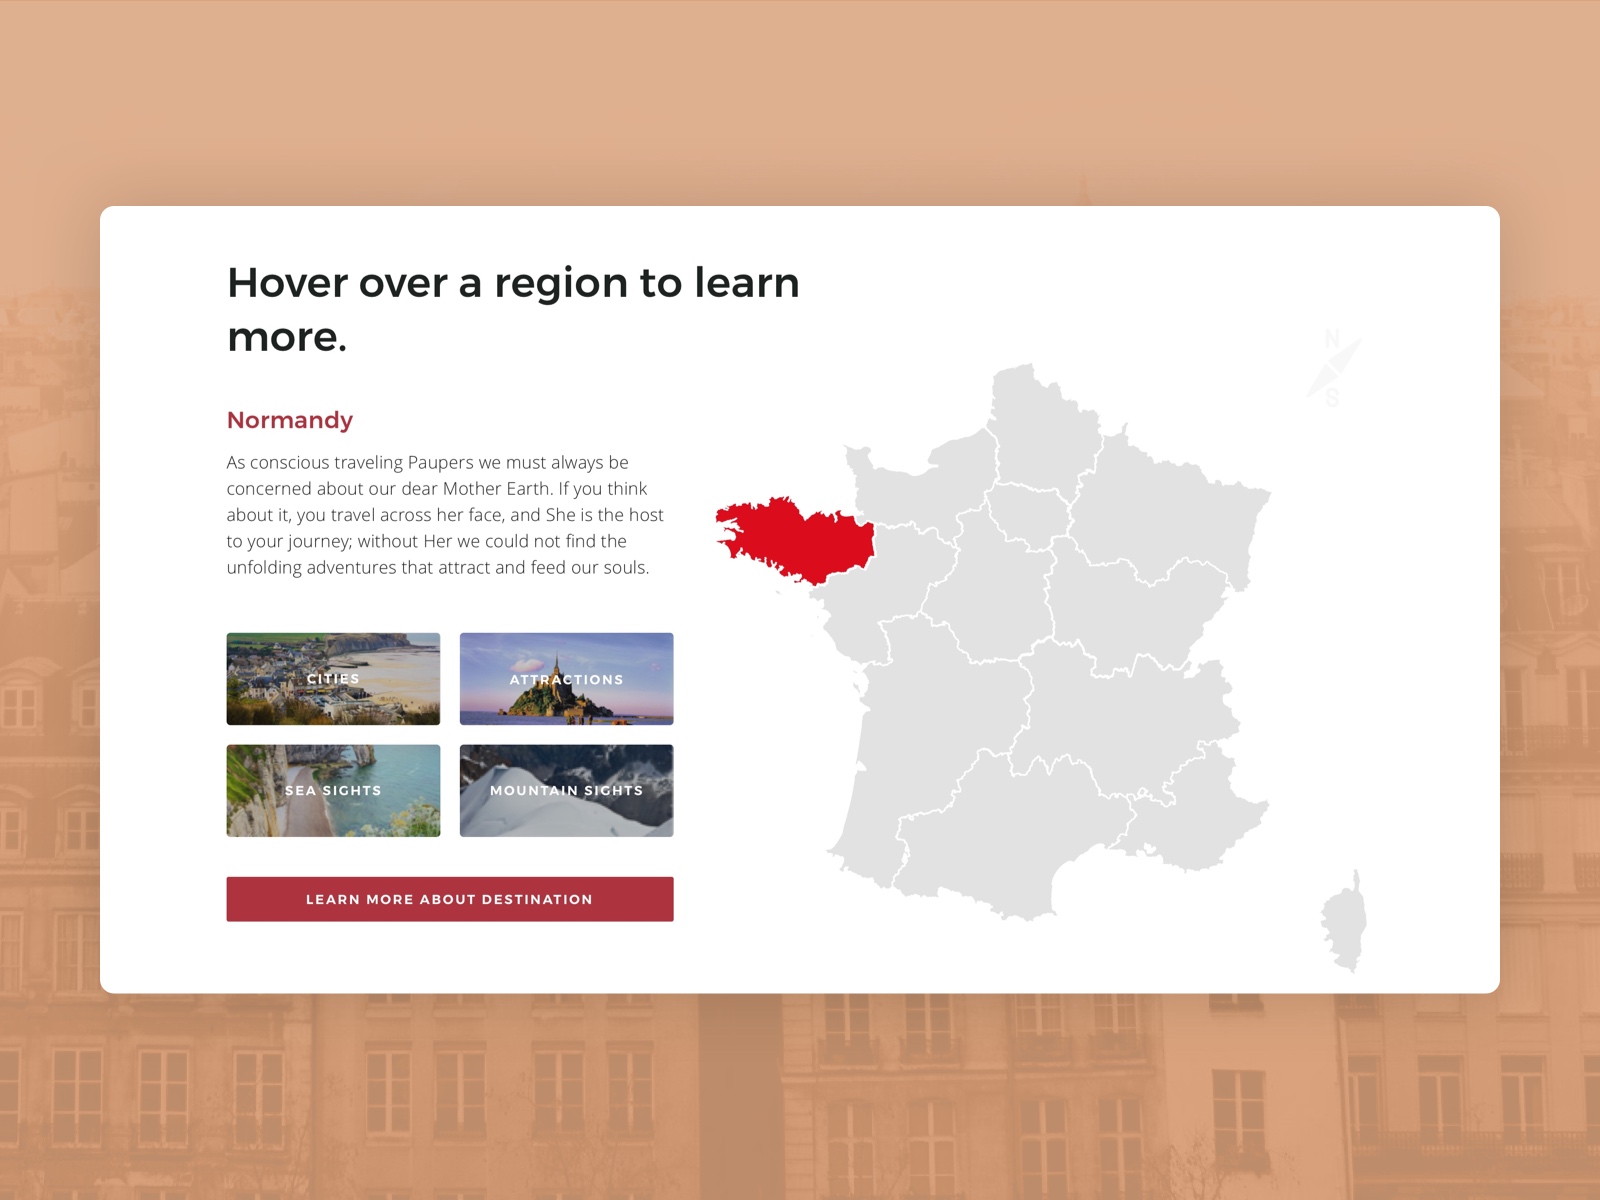 Hover over a region to learn
more.
N
S
Normandy
As conscious traveling Paupers we must always be
concerned about our dear Mother Earth. If you think
about it, you travel across her face, and She is the host
to your journey; without Her we could not find the
unfolding adventures that attract and feed our souls.
CITIES
ATTRACTIONS
SEA SIGHTS
MOUNTAIN SIGHTS
LEARN MORE ABOUT DESTINATION